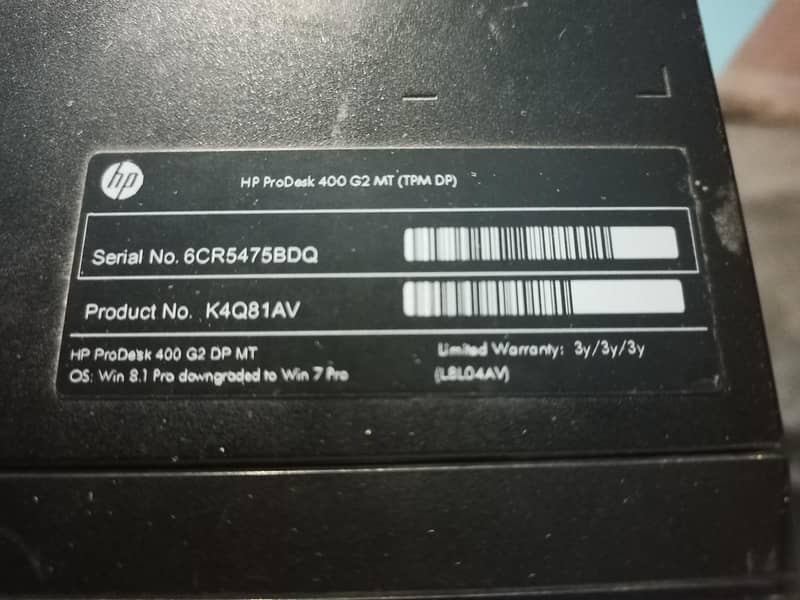 hp
HP ProDesk 400 G2 MT (TPM DP)
Serial No. 6CR5475BDQ
Product No. K4Q81AV
HP ProDesk 400 G2 DP MT
OS: Win 8.1 Pro downgraded to Win 7 Pro
Limited Warranty: 3y/3y/3y
(L8L04AV)